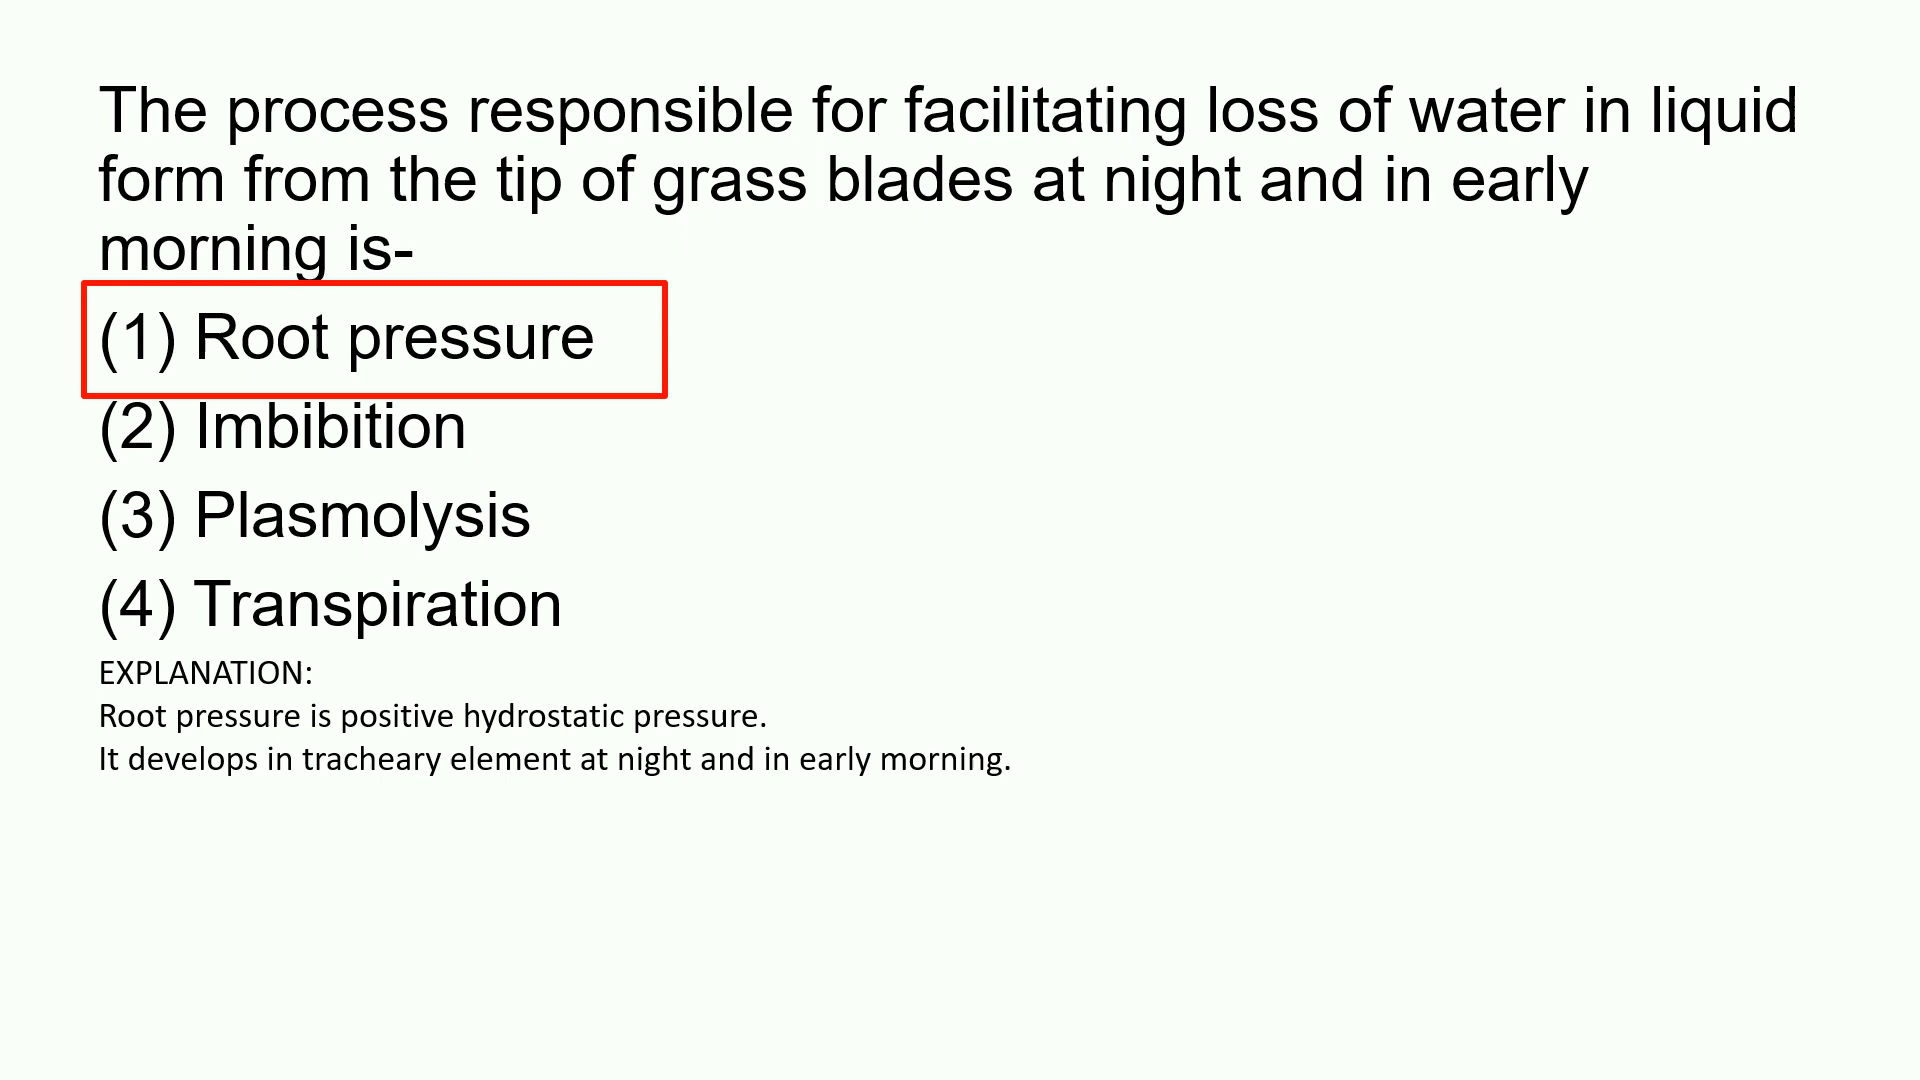 The process responsible for facilitating loss of water in liquid
form from the tip of grass blades at night and in early
morning is-
(1) Root pressure
(2) Imbibition
(3) Plasmolysis
(4) Transpiration
EXPLANATION:
Root pressure is positive hydrostatic pressure.
It develops in tracheary element at night and in early morning.